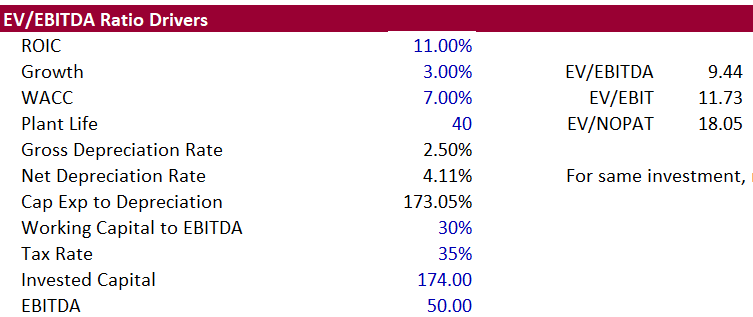 EV/EBITDA Ratio Drivers
ROIC 11.00%
Growth 3.00% EV/EBITDA 9.44
WACC 7.00% EV/EBIT 11.73
Plant Life 40 EV/NOPAT 18.05
Gross Depreciation Rate 2.50%
Net Depreciation Rate 4.11% For same investment,
Cap Exp to Depreciation 173.05%
Working Capital to EBITDA 30%
Tax Rate 35%
Invested Capital 174.00
EBITDA 50.00